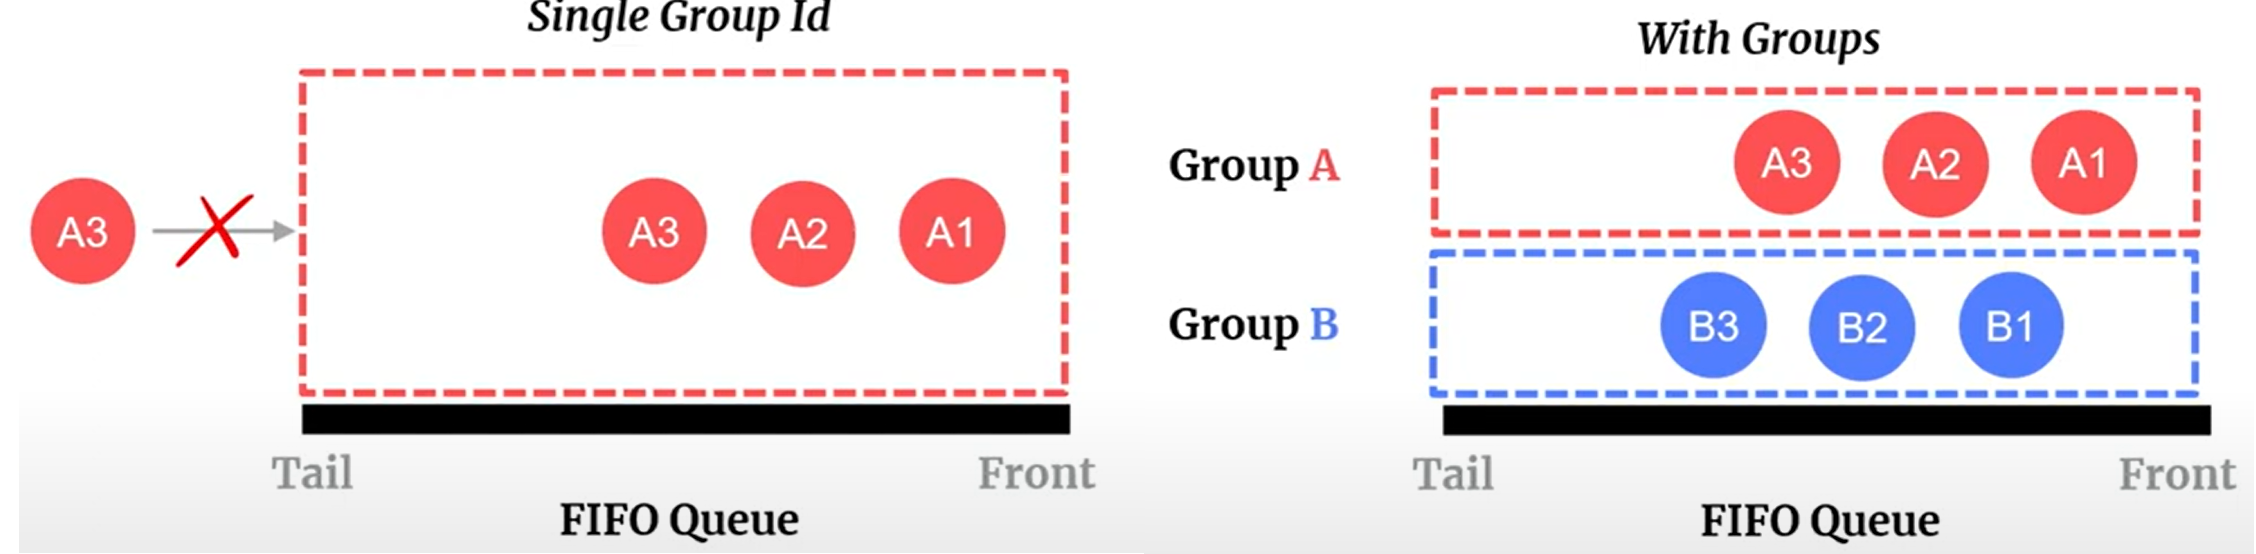 Single Group Id
A3
A3 A2 A1
Tail Front
FIFO Queue
With Groups
Group A
A3 A2 A1
Group B
B3 B2 B1
Tail Front
FIFO Queue